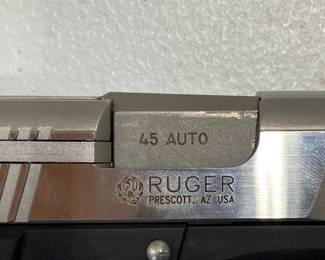 45 AUTO
RUGER
PRESCOTT, AZ USA